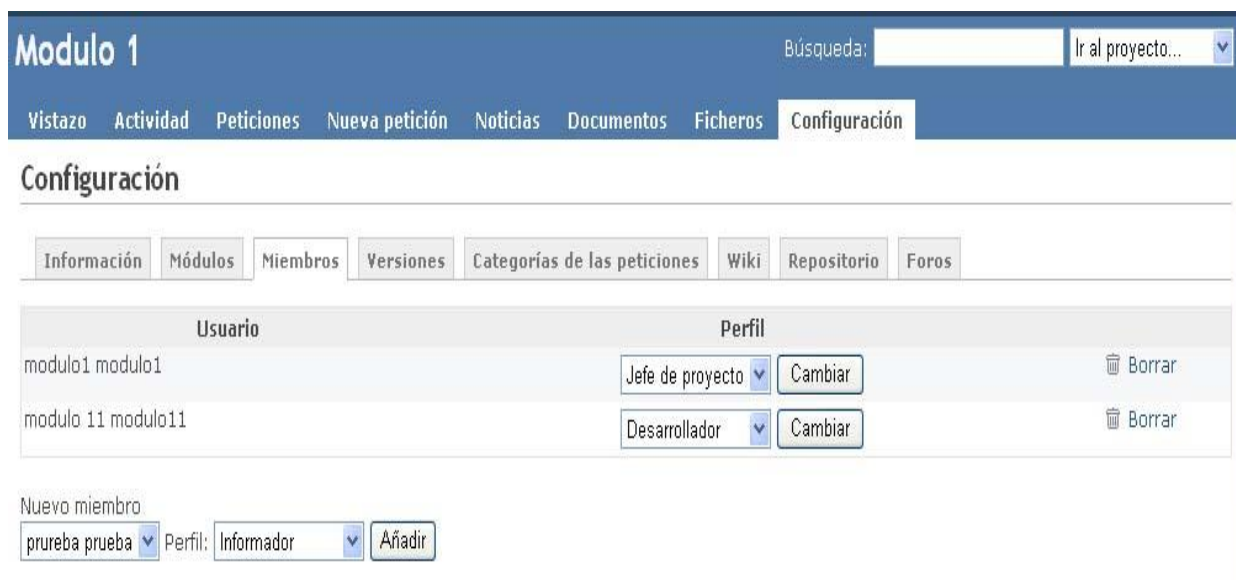 Modulo 1 Búsqueda: Ir al proyecto...
Vistazo Actividad Peticiones Nueva petición Noticias Documentos Ficheros Configuración
Configuración
Información Módulos Miembros Versiones Categorías de las peticiones Wiki Repositorio Foros
Usuario Perfil
modulo1 modulo1 Jefe de proyecto Cambiar Borrar
modulo 11 modulo11 Desarrollador Cambiar Borrar
Nuevo miembro
prureba prueba Perfil: Informador Añadir